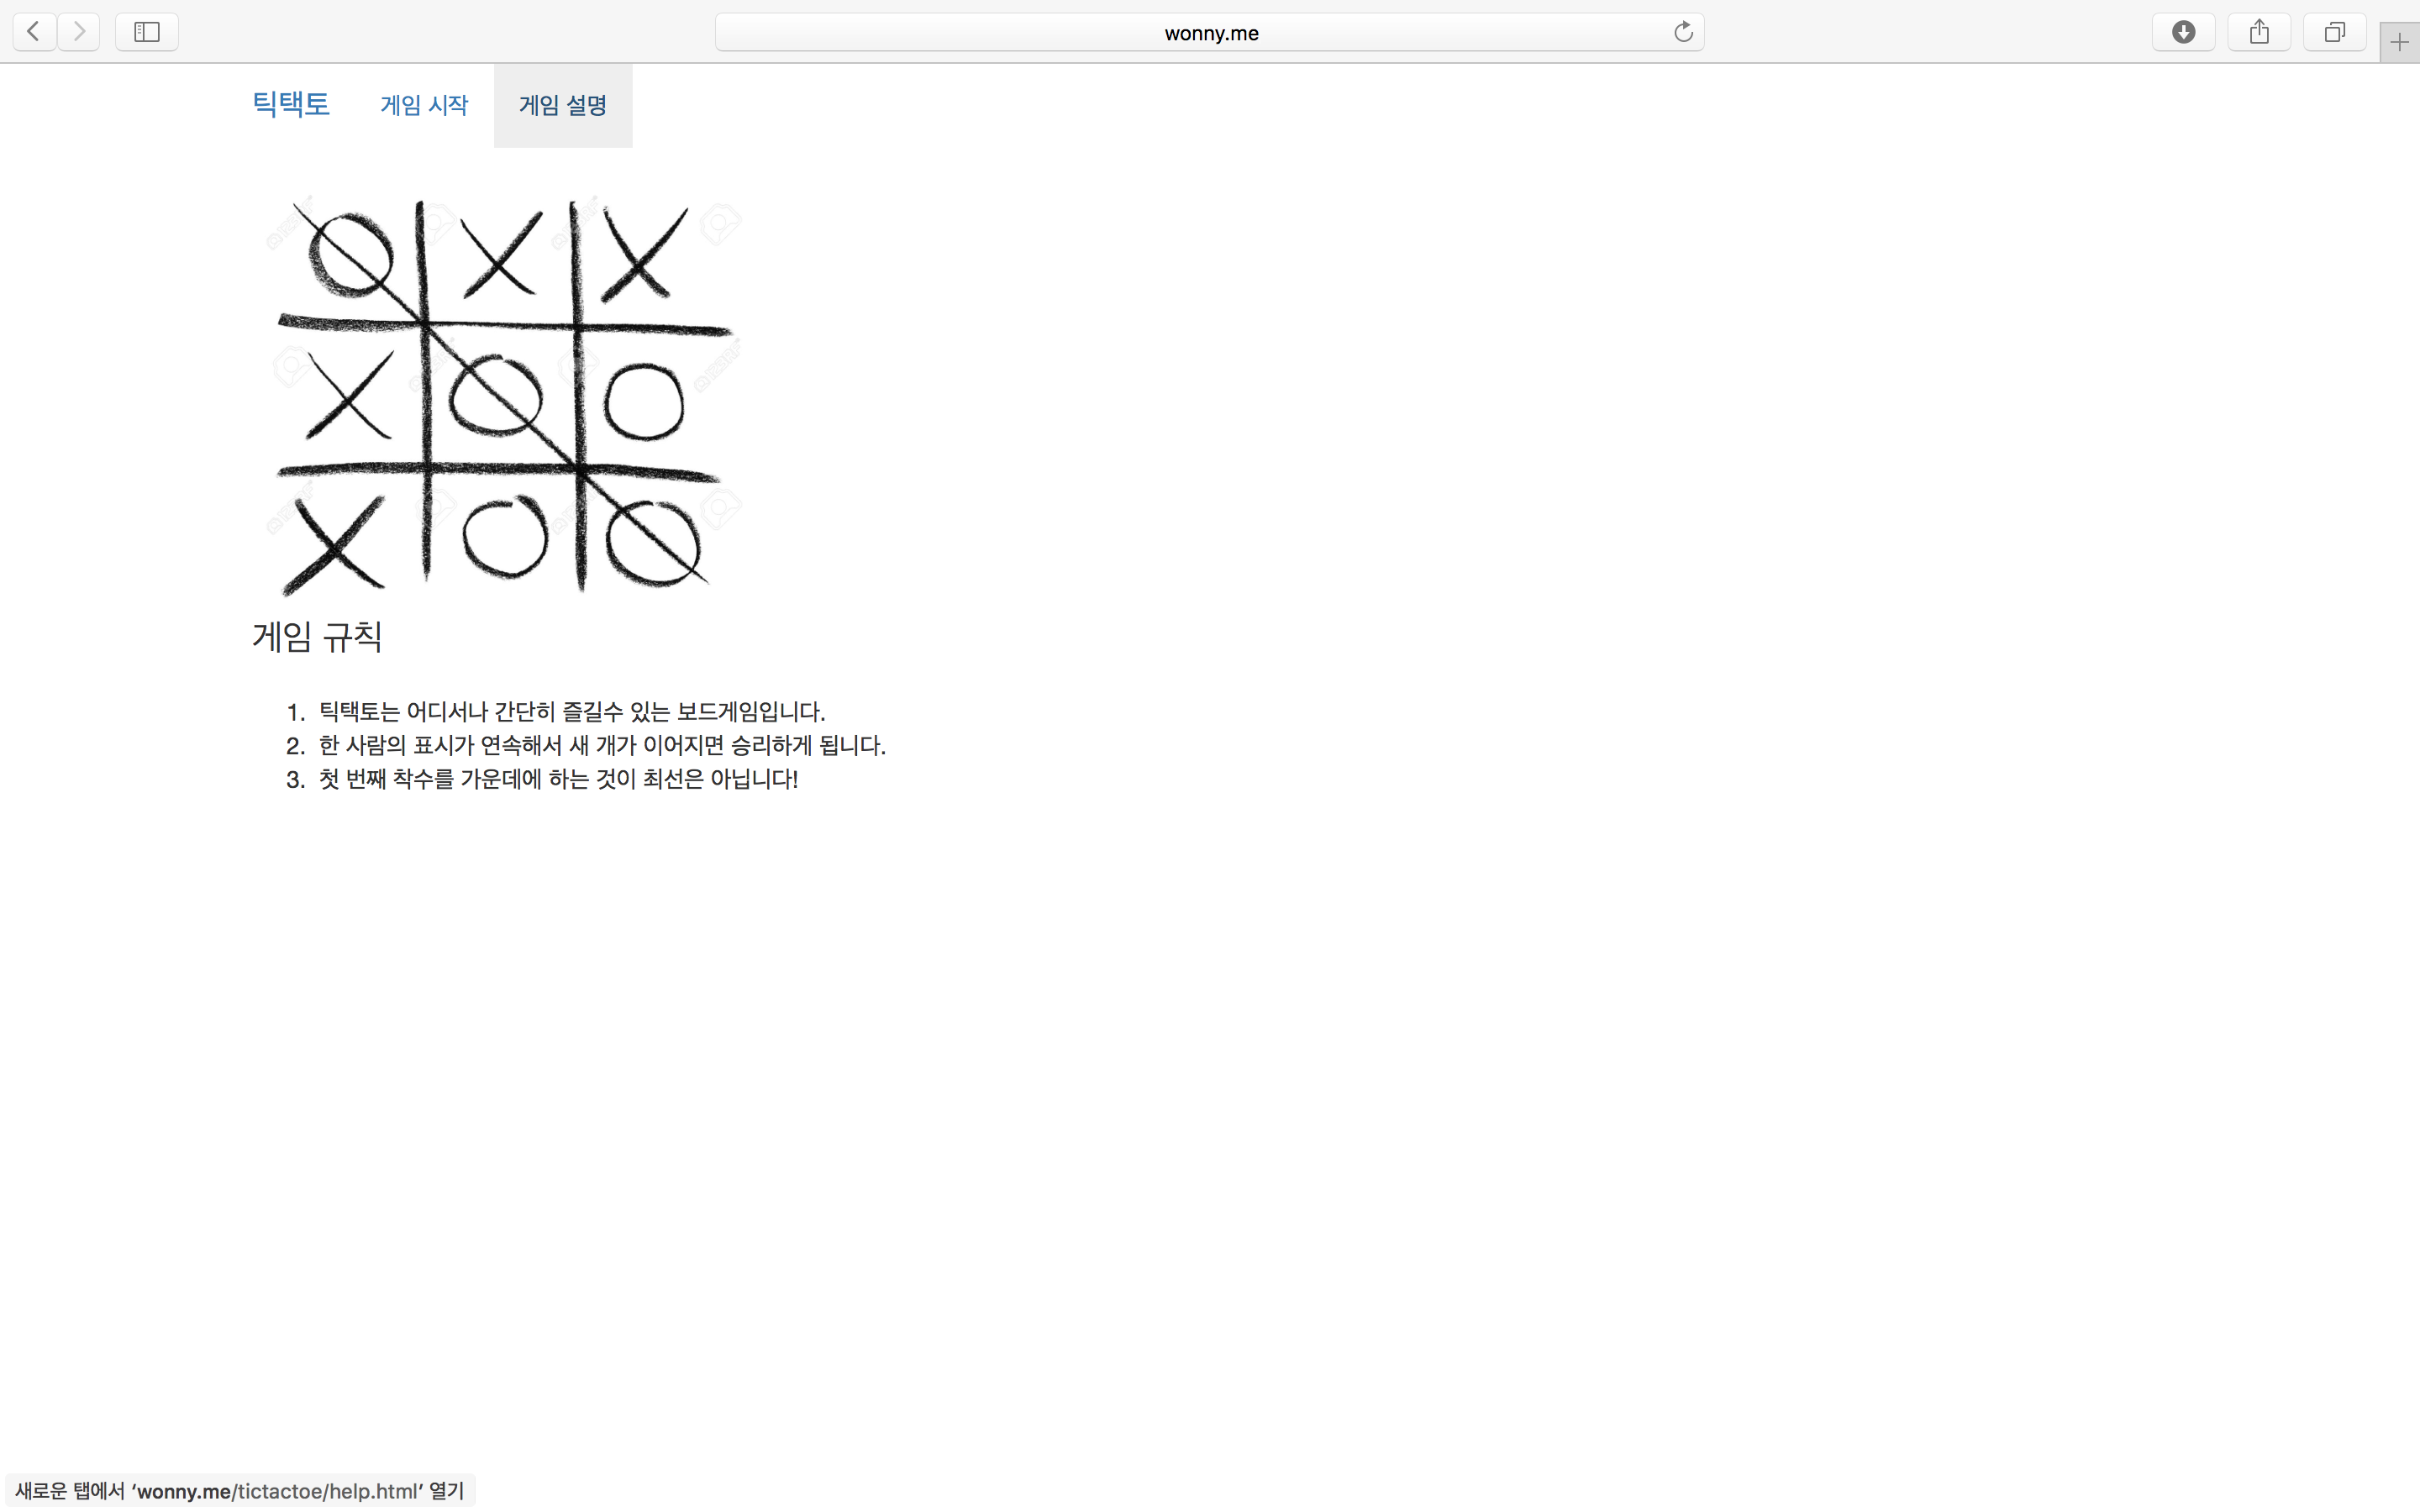 wonny.me
틱택토 게임 시작 게임 설명
O X X
X O O
X O O
게임 규칙
1. 틱택토는 어디서나 간단히 즐길수 있는 보드게임입니다.
2. 한 사람의 표시가 연속해서 새 개가 이어지면 승리하게 됩니다.
3. 첫 번째 착수를 가운데에 하는 것이 최선은 아닙니다!
새로운 탭에서 ‘wonny.me/tictactoe/help.html’ 열기